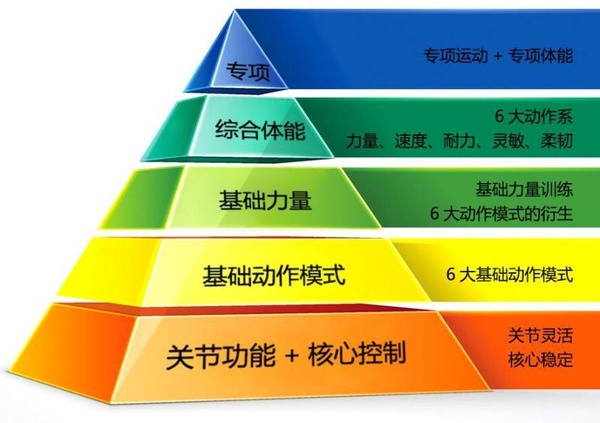 专项
专项运动 + 专项体能
综合体能
6 大动作系
力量、速度、耐力、灵敏、柔韧
基础力量
基础力量训练
6 大动作模式的衍生
基础动作模式
6 大基础动作模式
关节功能 + 核心控制
关节灵活
核心稳定